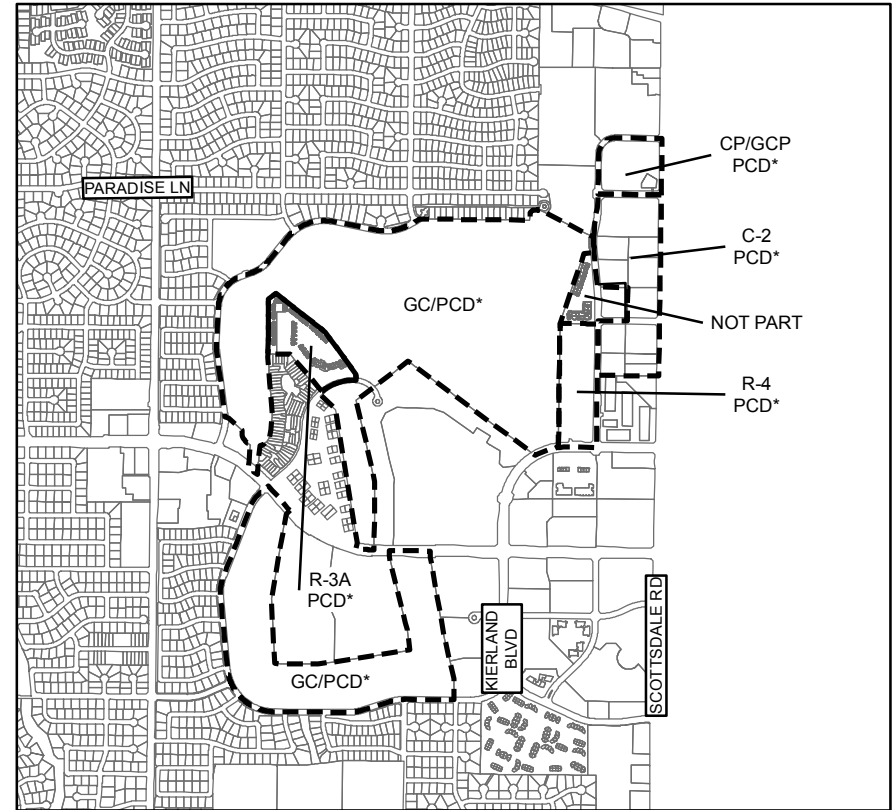 CP/GCP
PCD*
PARADISE LN
C-2
PCD*
GC/PCD*
NOT PART
R-4
PCD*
R-3A
PCD*
GC/PCD*
KIERLAND
BLVD
SCOTTSDALE RD